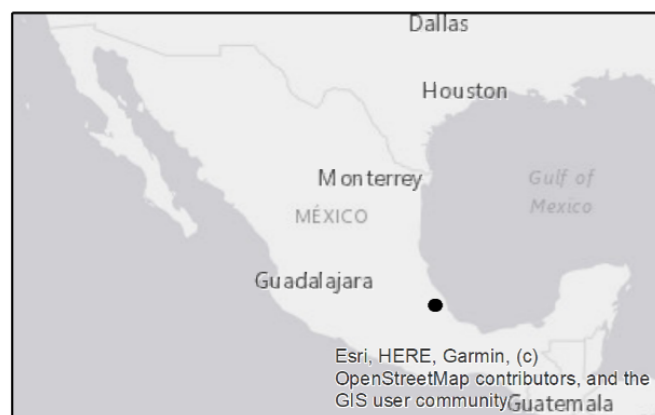 Dallas
Houston
Monterrey
Gulf of
Mexico
MÉXICO
Guadalajara
Esri, HERE, Garmin, (c)
OpenStreetMap contributors, and the
GIS user community
Guatemala